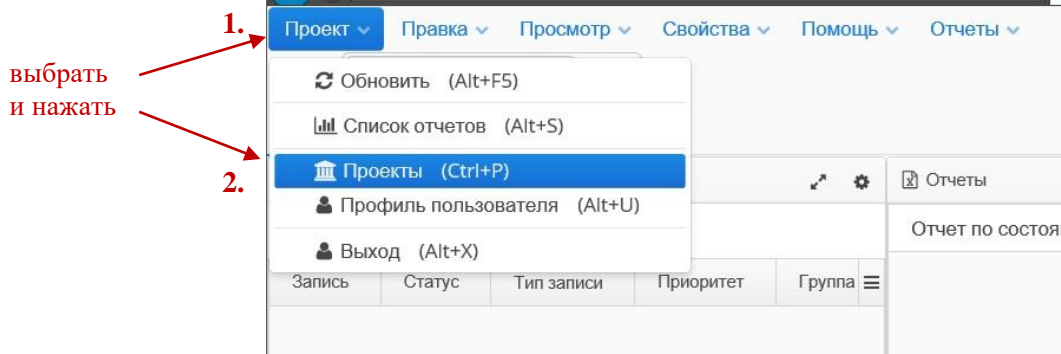 1.
Проект Правка Просмотр Свойства Помощь Отчеты
выбрать
и нажать
Обновить (Alt+F5)
Список отчетов (Alt+S)
2.
Проекты (Ctrl+P)
Отчеты
Профиль пользователя (Alt+U)
Отчет по состоя
Выход (Alt+X)
Запись Статус Тип записи Приоритет Группа